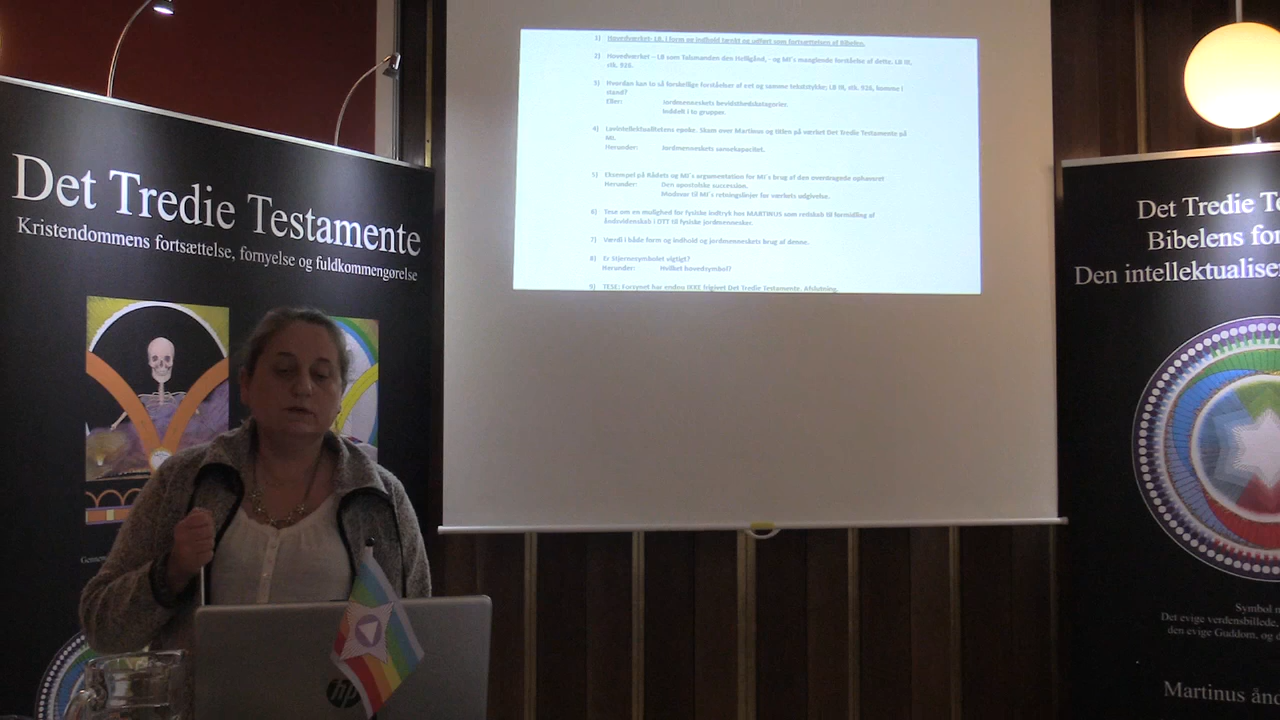 Det Tredie Testamente
Kristendommens fortsættelse, fornyelse og fuldkommengørelse
1) Hovedværket- LB, i form og indhold tænkt og udført som fortsættelsen af Bibelen.
2) Hovedværket – LB som Talsmanden den Helligånd, - og MI's manglende forståelse af dette. LB III,
stk. 926.
3) Hvordan kan to så forskellige forståelser af eet og samme tekststykke; LB III, stk. 926, komme i
stand?
Eller: Jordmenneskets bevidsthedskategorier.
Inddelt i to grupper.
4) Lavintellektualitetens epoke. Skam over Martinus og titlen på værket Det Tredie Testamente på
MI.
Herunder: Jordmenneskets sansekapacitet.
5) Eksempel på Rådets og MI's argumentation for MI's brug af den overdragede ophavsret
Herunder: Den apostolske succession.
Modsvar til MI's retningslinjer for værkets udgivelse.
6) Tese om en mulighed for fysiske indtryk hos MARTINUS som redskab til formidling af
åndsvidenskab i DTT til fysiske jordmennesker.
7) Værdi i både form og indhold og jordmenneskets brug af denne.
8) Er Stjernesymbolet vigtigt?
Herunder: Hvilket hovedsymbol?
9) TESE: Forsynet har endnu IKKE frigivet Det Tredie Testamente. Afslutning.
Det Tredie Te
Bibelens for
Den intellektualise
Symbol n
Det evige verdensbillede,
den evige Guddom, og
Martinus ånd
hp